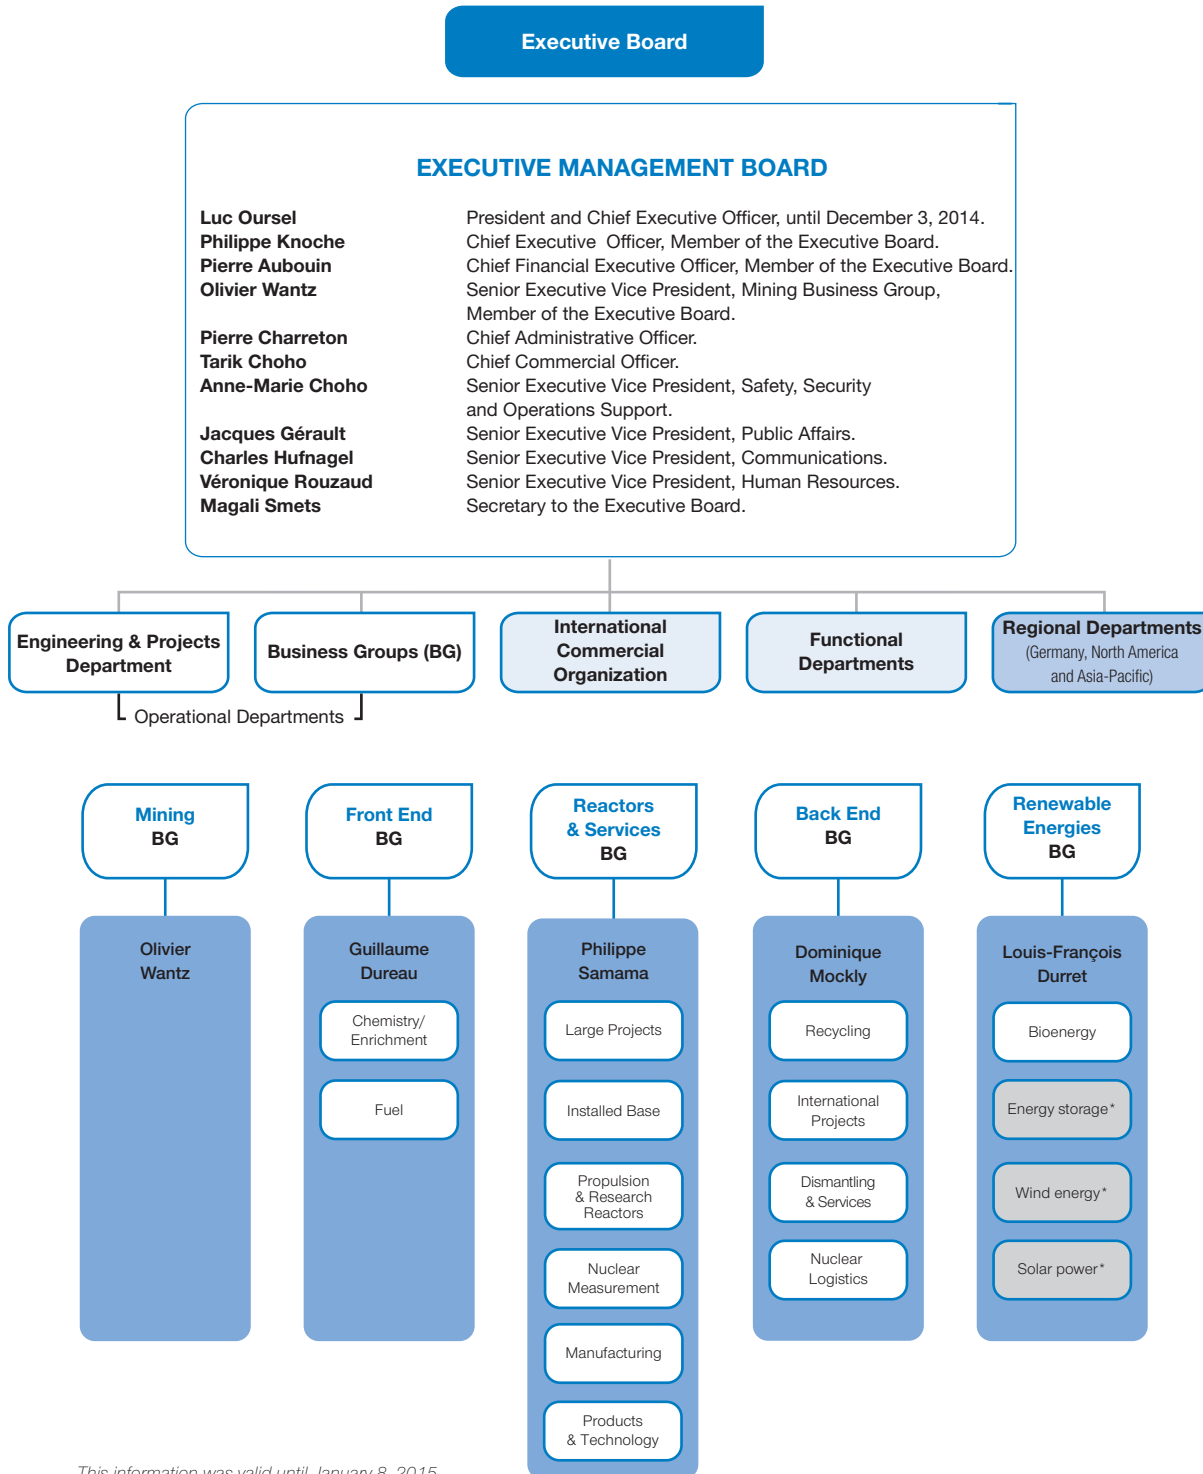 Executive Board
EXECUTIVE MANAGEMENT BOARD
Luc Oursel President and Chief Executive Officer, until December 3, 2014.
Philippe Knoche Chief Executive Officer, Member of the Executive Board.
Pierre Aubouin Chief Financial Executive Officer, Member of the Executive Board.
Olivier Wantz Senior Executive Vice President, Mining Business Group,
Member of the Executive Board.
Pierre Charreton Chief Administrative Officer.
Tarik Choho Chief Commercial Officer.
Anne-Marie Choho Senior Executive Vice President, Safety, Security
and Operations Support.
Jacques Gérault Senior Executive Vice President, Public Affairs.
Charles Hufnagel Senior Executive Vice President, Communications.
Véronique Rouzaud Senior Executive Vice President, Human Resources.
Magali Smets Secretary to the Executive Board.
Engineering & Projects
Department
Business Groups (BG)
International
Commercial
Organization
Functional
Departments
Regional Departments
(Germany, North America
and Asia-Pacific)
Operational Departments
Mining
BG
Front End
BG
Reactors
& Services
BG
Back End
BG
Renewable
Energies
BG
Olivier
Wantz
Guillaume
Dureau
Chemistry/
Enrichment
Fuel
Philippe
Samama
Large Projects
Installed Base
Propulsion
& Research
Reactors
Nuclear
Measurement
Manufacturing
Products
& Technology
Dominique
Mockly
Recycling
International
Projects
Dismantling
& Services
Nuclear
Logistics
Louis-François
Durret
Bioenergy
Energy storage*
Wind energy*
Solar power*
This information was valid until January 8, 2015